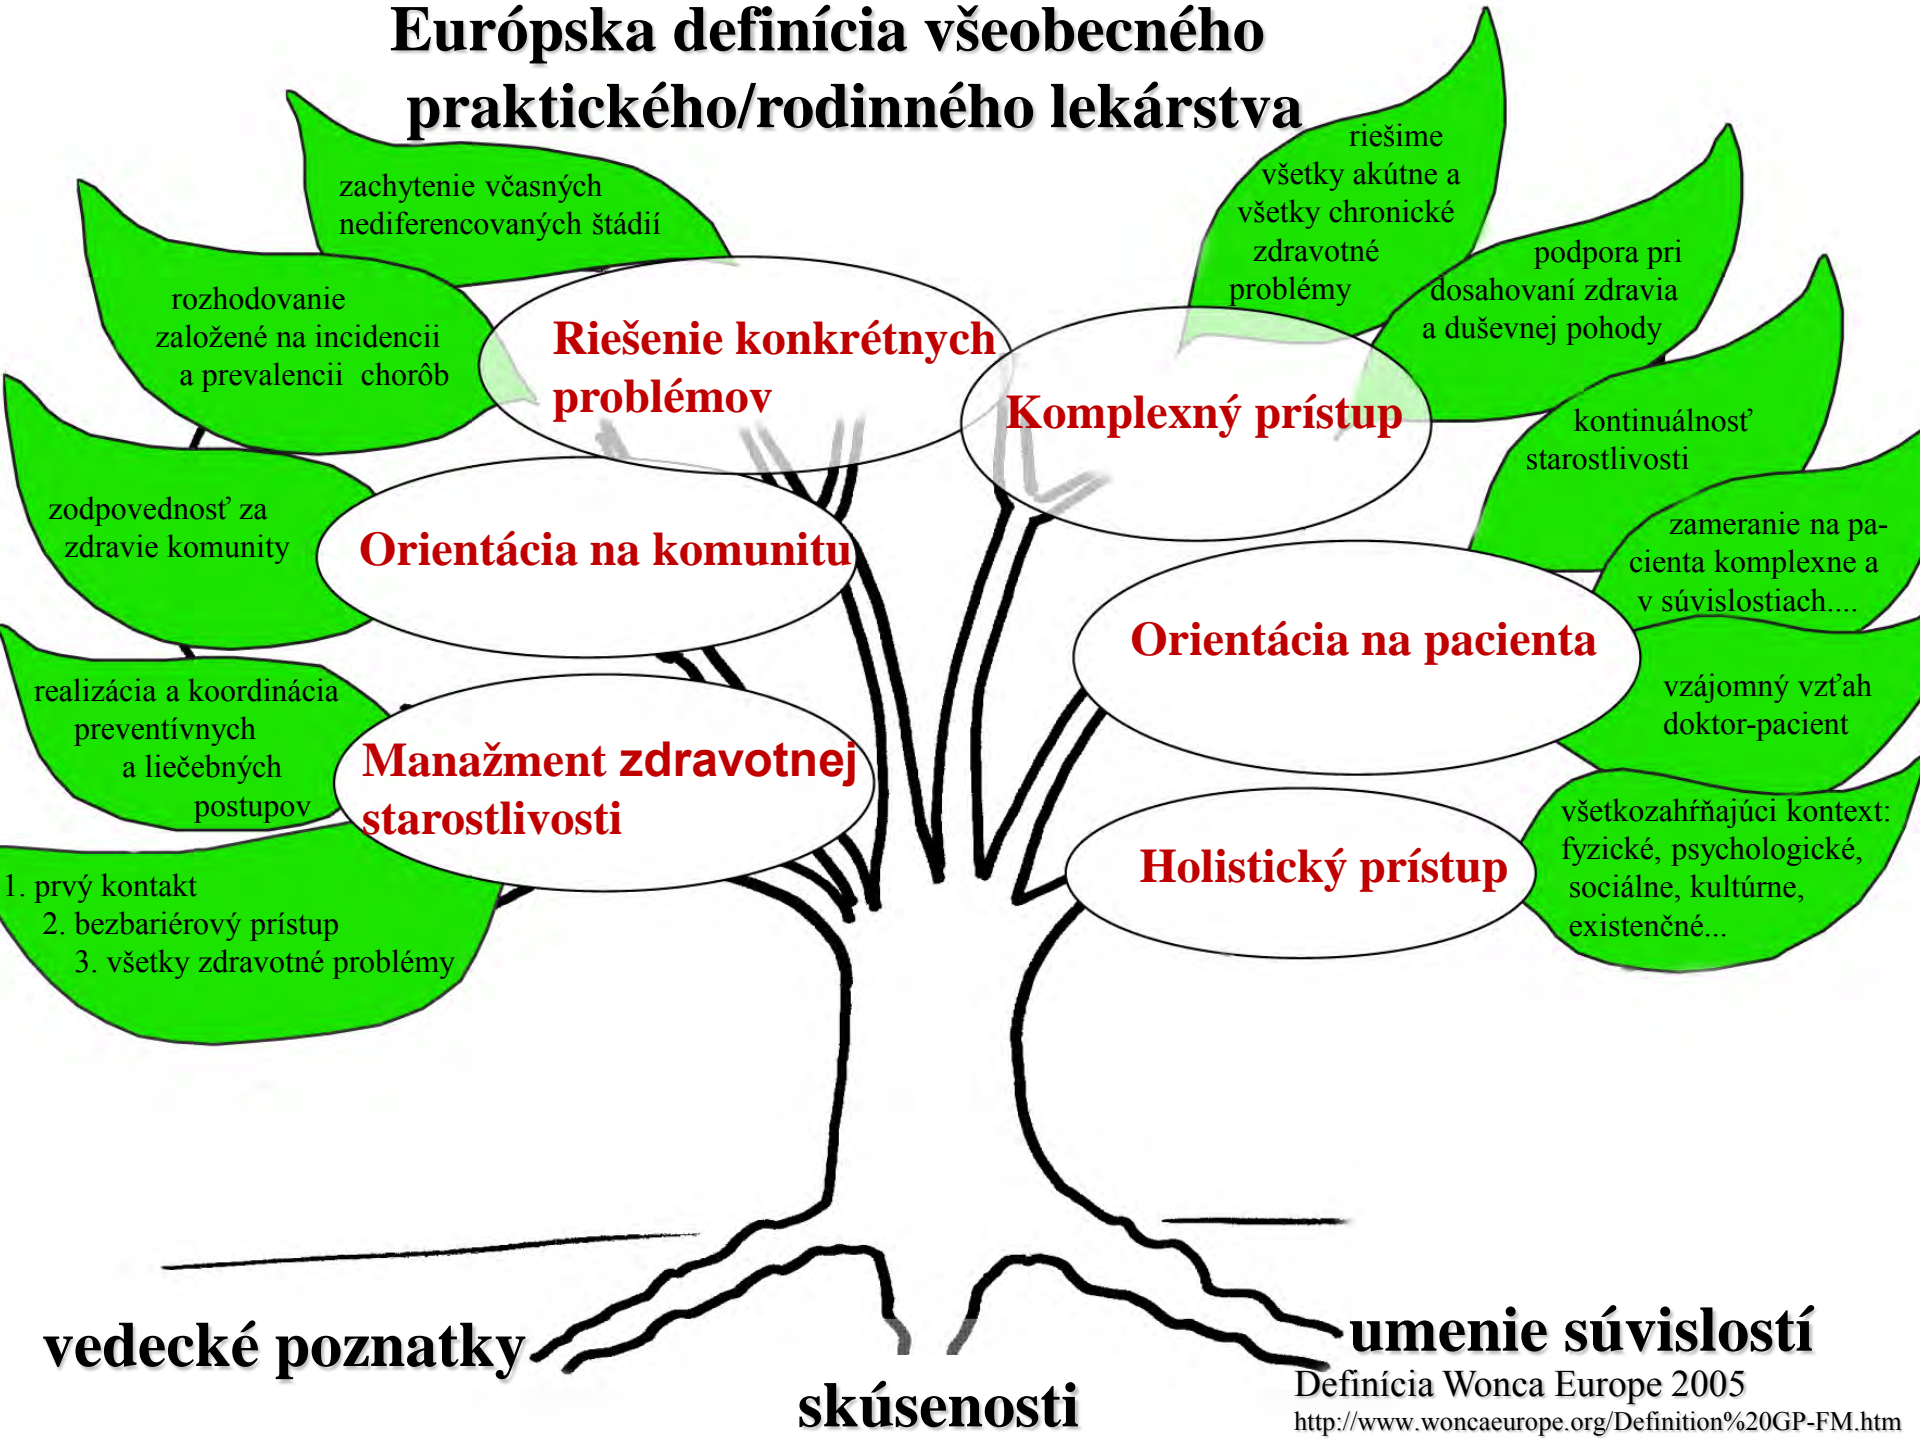 Európska definícia všeobecného
praktického/rodinného lekárstva
zachytenie včasných
nediferencovaných štádií
rozhodovanie
založené na incidencii
a prevalencii chorôb
zodpovednosť za
zdravie komunity
realizácia a koordinácia
preventívnych
a liečebných
postupov
1. prvý kontakt
2. bezbariérový prístup
3. všetky zdravotné problémy
Riešenie konkrétnych
problémov
Orientácia na komunitu
Manažment zdravotnej
starostlivosti
Komplexný prístup
Orientácia na pacienta
Holistický prístup
riešime
všetky akútne a
všetky chronické
zdravotné
problémy
podpora pri
dosahovaní zdravia
a duševnej pohody
kontinuálnosť
starostlivosti
zameranie na pa-
cienta komplexne a
v súvislostiach....
vzájomný vzťah
doktor-pacient
všetkozahŕňajúci kontext:
fyzické, psychologické,
sociálne, kultúrne,
existenčné...
vedecké poznatky
skúsenosti
umenie súvislostí
Definícia Wonca Europe 2005
http://www.woncaeurope.org/Definition%20GP-FM.htm